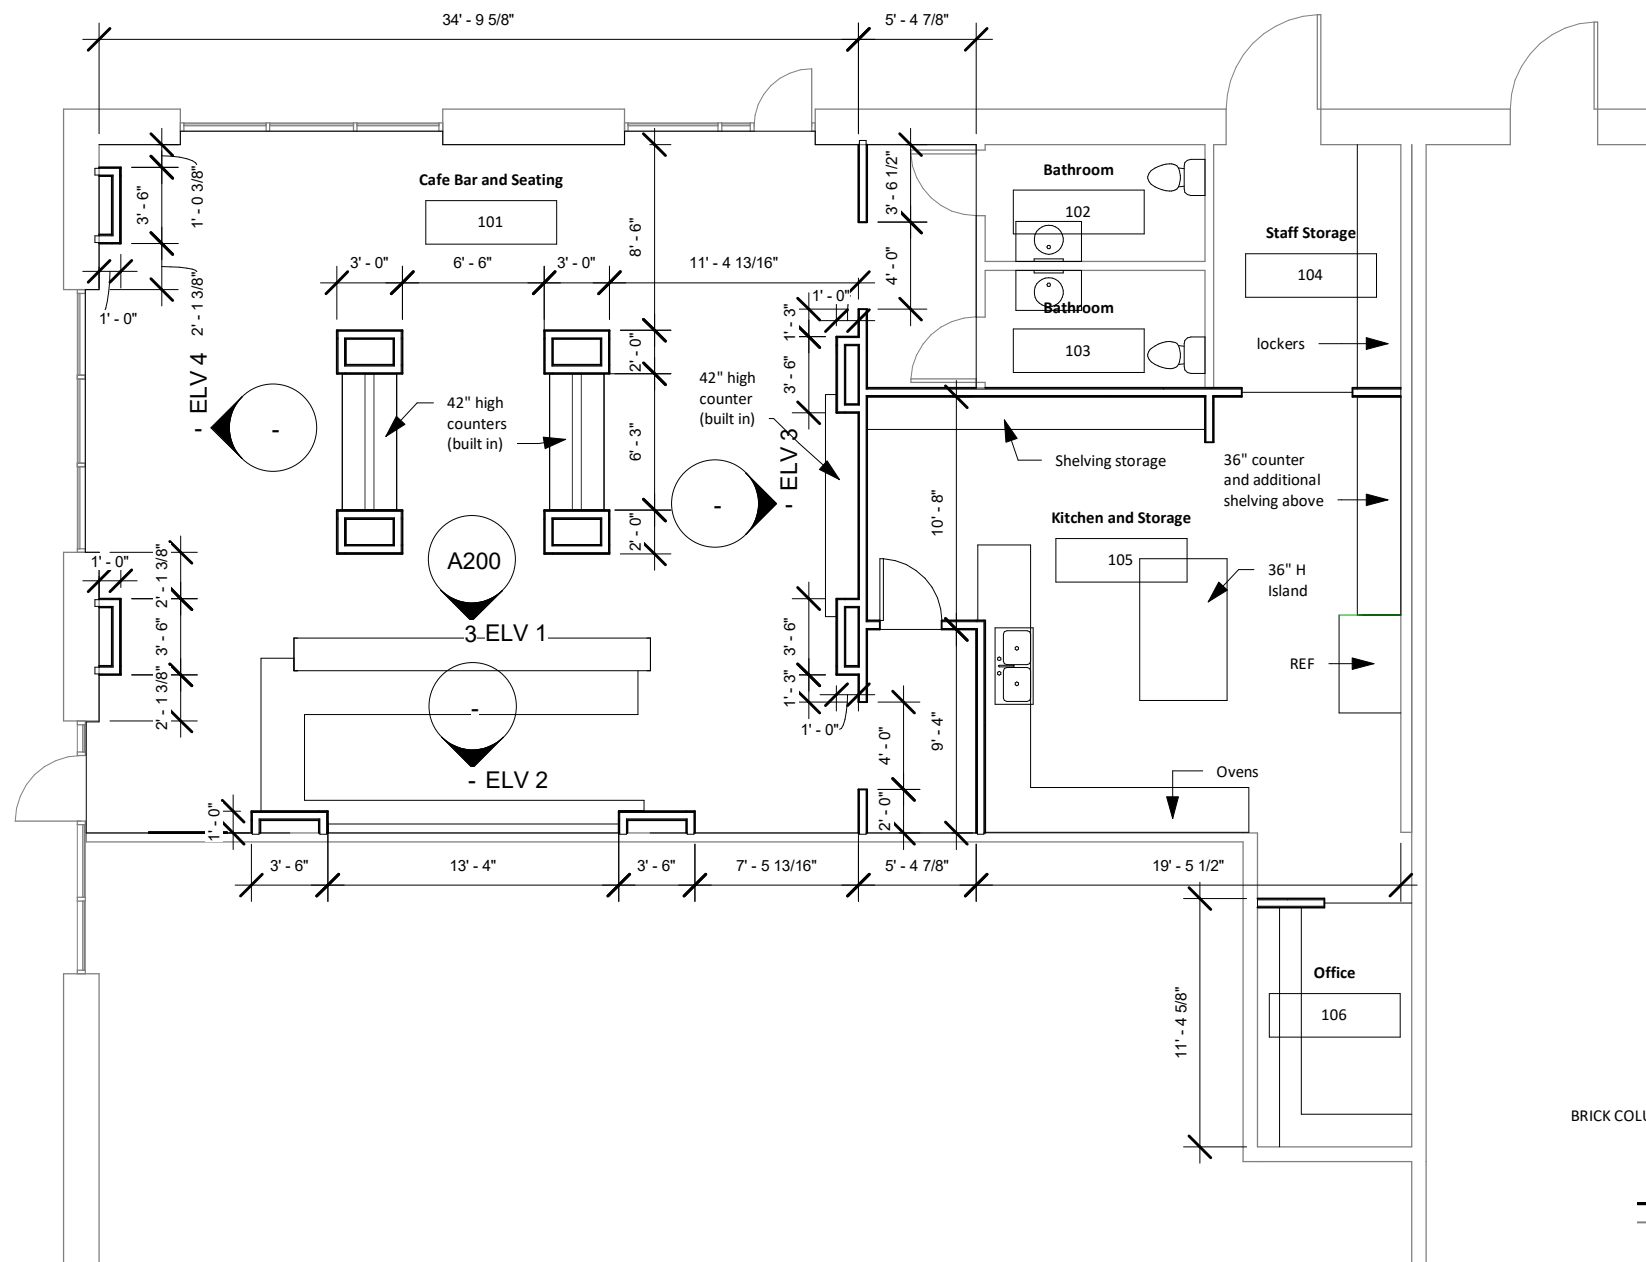 34' - 9 5/8"
5' - 4 7/8"
Cafe Bar and Seating
101
3' - 6"
1' - 0 3/8"
2' - 1 3/8"
1' - 0"
8' - 6"
3' - 6 1/2"
4' - 0"
Bathroom
102
Bathroom
103
Staff Storage
104
lockers
3' - 0"
6' - 6"
3' - 0"
11' - 4 13/16"
1' - 0"
1' - 3"
3' - 6"
2' - 0"
6' - 3"
2' - 0"
- ELV 4
-
42" high
counters
(built in)
42" high
counter
(built in)
- ELV 3
-
Shelving storage
36" counter
and additional
shelving above
10' - 8"
Kitchen and Storage
105
36" H
Island
REF
A200
3 ELV 1
-
- ELV 2
1' - 0"
2' - 1 3/8"
3' - 6"
2' - 1 3/8"
3' - 6"
1' - 3"
1' - 0"
4' - 0"
2' - 0"
9' - 4"
Ovens
1' - 0"
3' - 6"
13' - 4"
3' - 6"
7' - 5 13/16"
5' - 4 7/8"
19' - 5 1/2"
11' - 4 5/8"
Office
106
BRICK COLU